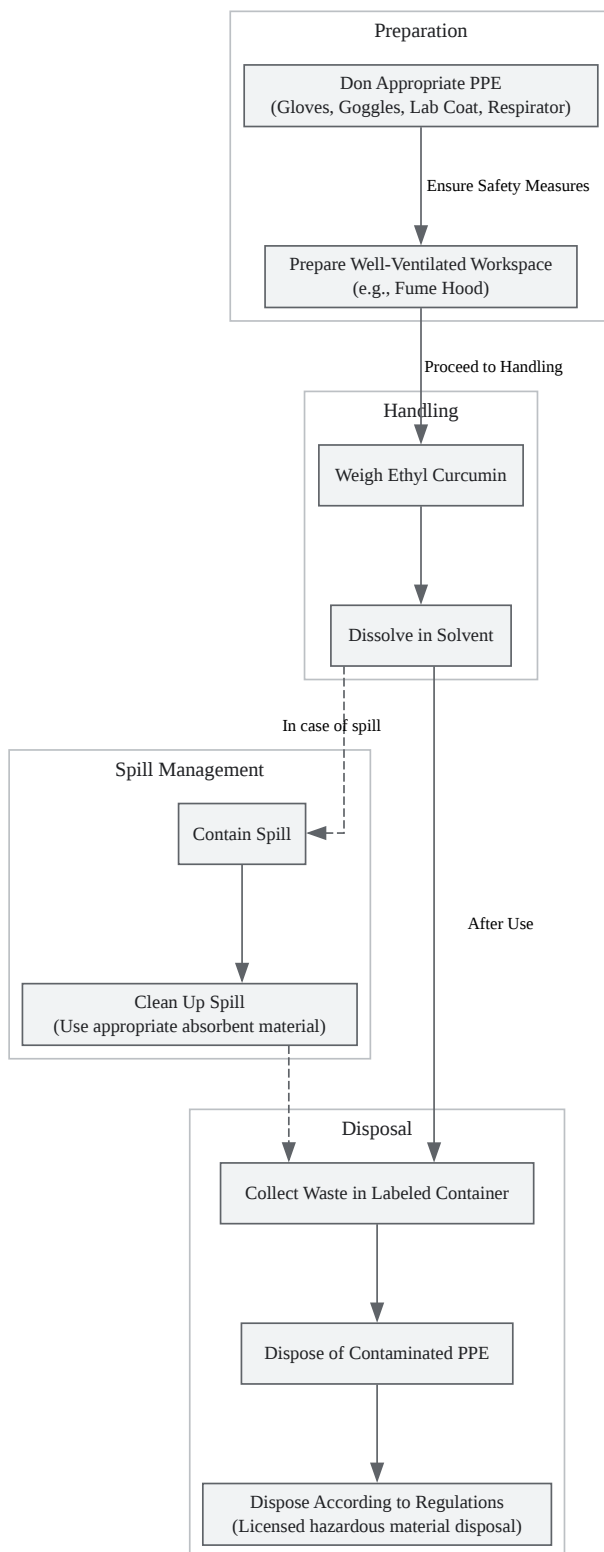 Preparation
Don Appropriate PPE
(Gloves, Goggles, Lab Coat, Respirator)
Ensure Safety Measures
Prepare Well-Ventilated Workspace
(e.g., Fume Hood)
Proceed to Handling
Handling
Weigh Ethyl Curcumin
Dissolve in Solvent
In case of spill
Spill Management
Contain Spill
After Use
Clean Up Spill
(Use appropriate absorbent material)
Disposal
Collect Waste in Labeled Container
Dispose of Contaminated PPE
Dispose According to Regulations
(Licensed hazardous material disposal)